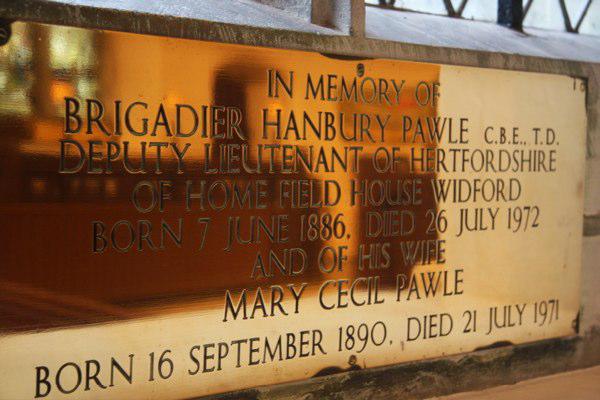 IN MEMORY OF
BRIGADIER HANBURY PAWLE C.B.E., T.D.
DEPUTY LIEUTENANT OF HERTFORDSHIRE
OF HOME FIELD HOUSE WIDFORD
BORN 7 JUNE 1886. DIED 26 JULY 1972
AND OF HIS WIFE
MARY CECIL PAWLE
BORN 16 SEPTEMBER 1890. DIED 21 JULY 1971